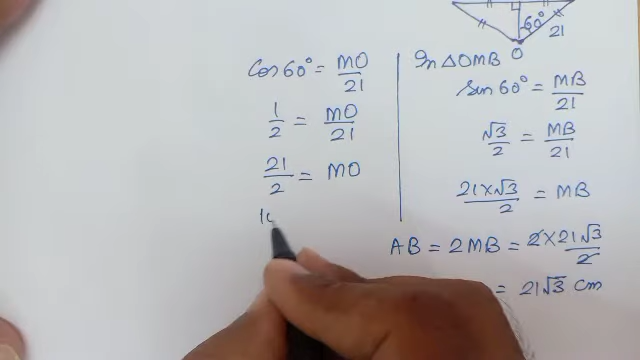 60°
21
O
Cos 60° = MO/21
1/2 = MO/21
21/2 = MO
In △OMB
Sin 60° = MB/21
√3/2 = MB/21
21×√3/2 = MB
AB = 2MB = 2×21√3/2
= 21√3 cm